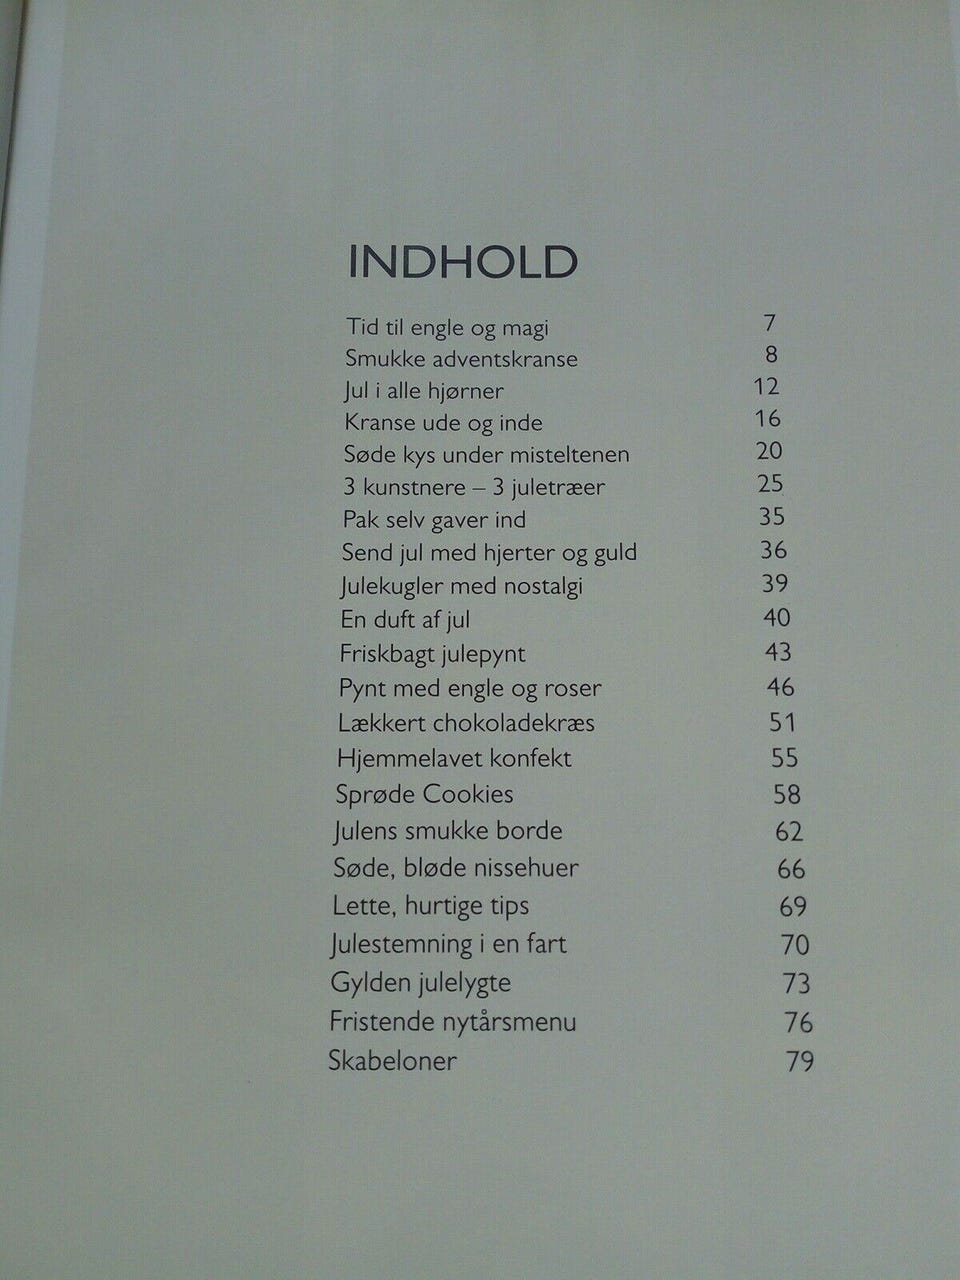 INDHOLD
Tid til engle og magi 7
Smukke adventskranse 8
Jul i alle hjørner 12
Kranse ude og inde 16
Søde kys under misteltenen 20
3 kunstnere – 3 juletræer 25
Pak selv gaver ind 35
Send jul med hjerter og guld 36
Julekugler med nostalgi 39
En duft af jul 40
Friskbagt julepynt 43
Pynt med engle og roser 46
Lækkert chokoladekræs 51
Hjemmelavet konfekt 55
Sprøde Cookies 58
Julens smukke borde 62
Søde, bløde nissehuer 66
Lette, hurtige tips 69
Julestemning i en fart 70
Gylden julelygte 73
Fristende nytårsmenu 76
Skabeloner 79